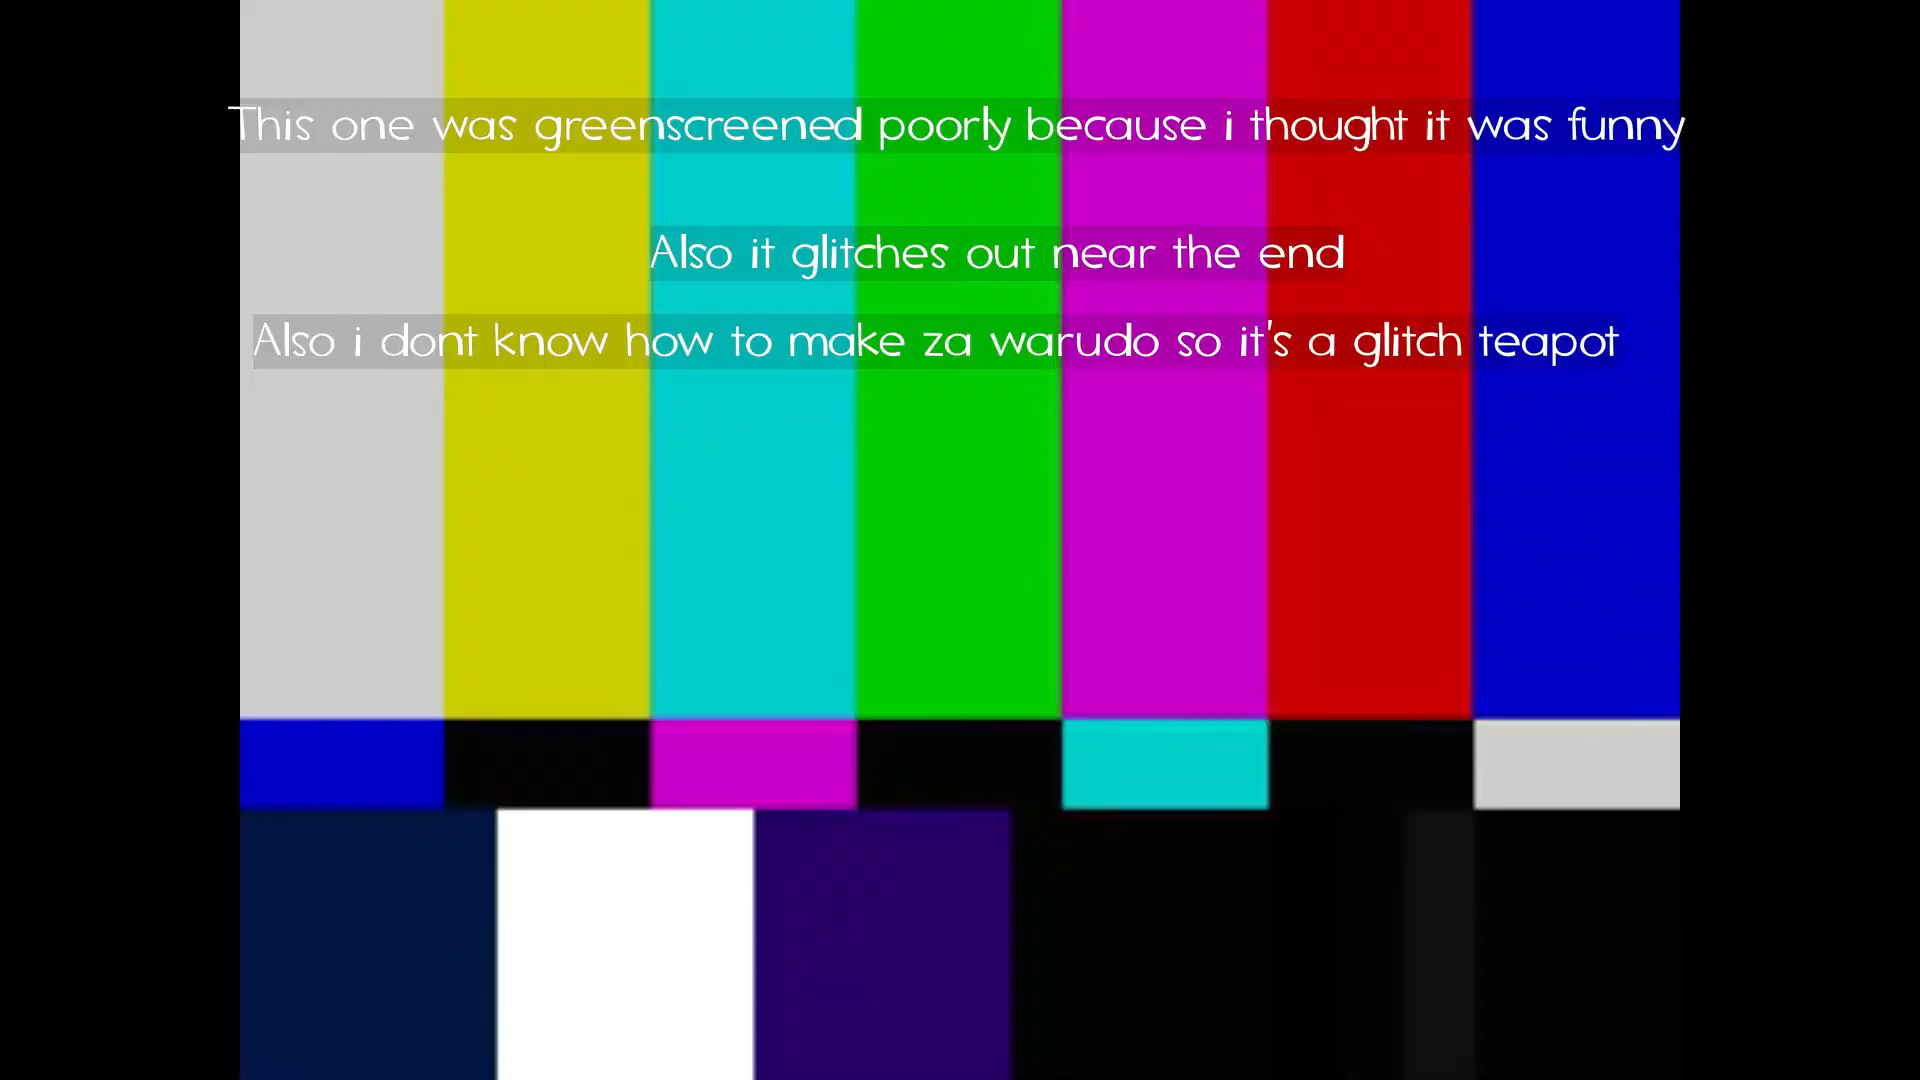 This one was greenscreened poorly because i thought it was funny
Also it glitches out near the end
Also i dont know how to make za warudo so it's a glitch teapot